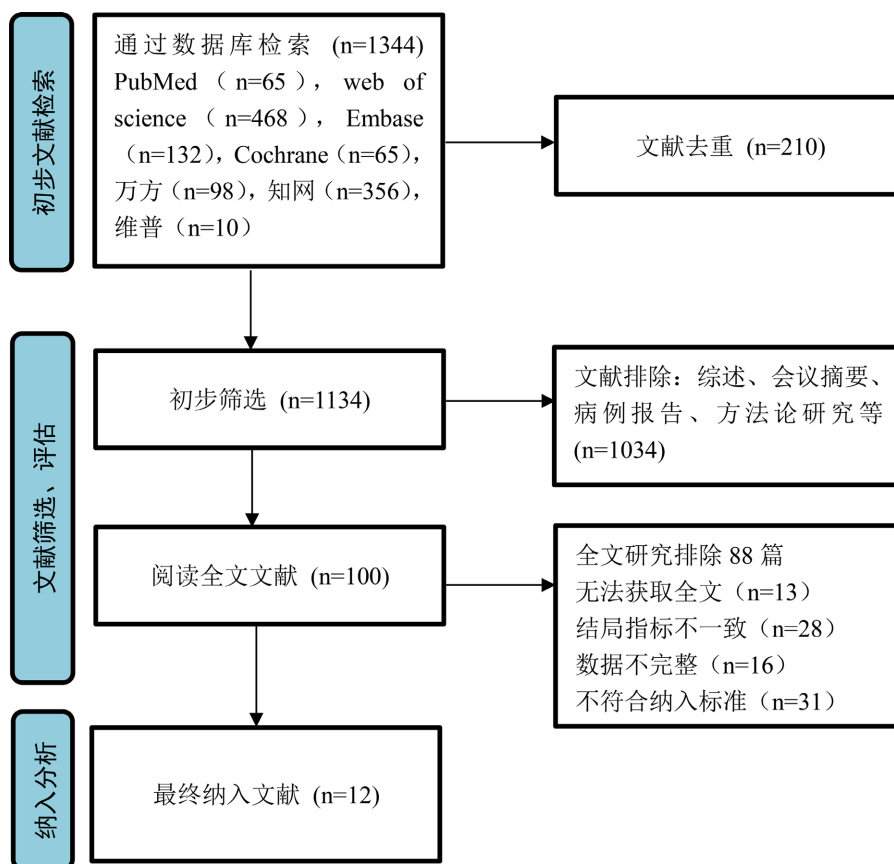 初步文献检索
通过数据库检索 (n=1344)
PubMed（n=65）, web of
science（n=468）, Embase
（n=132）, Cochrane（n=65）,
万方（n=98）, 知网（n=356）,
维普（n=10）
文献去重 (n=210)
文献筛选、评估
初步筛选 (n=1134)
文献排除：综述、会议摘要、
病例报告、方法论研究等
(n=1034)
阅读全文文献 (n=100)
全文研究排除 88 篇
无法获取全文（n=13）
结局指标不一致（n=28）
数据不完整（n=16）
不符合纳入标准（n=31）
纳入分析
最终纳入文献 (n=12)